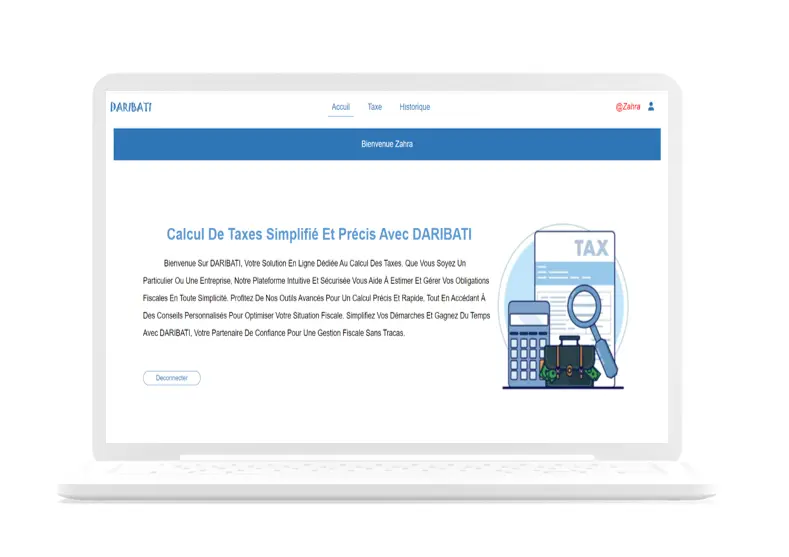 DARIBATI
Accuil Taxe Historique
@Zahra
Bienvenue Zahra
Calcul De Taxes Simplifié Et Précis Avec DARIBATI
Bienvenue Sur DARIBATI, Votre Solution En Ligne Dédiée Au Calcul Des Taxes. Que Vous Soyez Un
Particulier Ou Une Entreprise, Notre Plateforme Intuitive Et Sécurisée Vous Aide À Estimer Et Gérer Vos Obligations
Fiscales En Toute Simplicité. Profitez De Nos Outils Avancés Pour Un Calcul Précis Et Rapide, Tout En Accédant À
Des Conseils Personnalisés Pour Optimiser Votre Situation Fiscale. Simplifiez Vos Démarches Et Gagnez Du Temps
Avec DARIBATI, Votre Partenaire De Confiance Pour Une Gestion Fiscale Sans Tracas.
TAX
Deconnecter